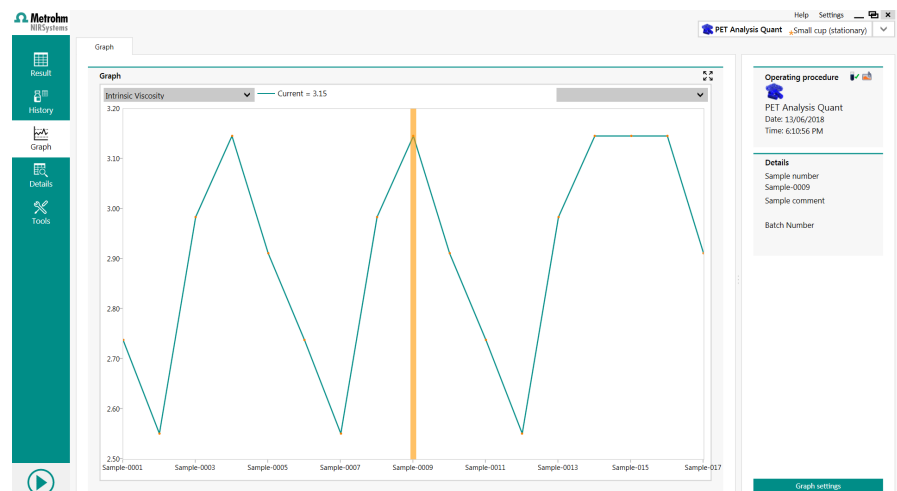 Metrohm
NIRSystems
Help Settings
PET Analysis Quant Small cup (stationary)
Result
History
Graph
Details
Tools
Graph
Graph
Intrinsic Viscosity
Current = 3.15
3.20
3.10
3.00
2.90
2.80
2.70
2.60
2.50
Sample-0001 Sample-0003 Sample-0005 Sample-0007 Sample-0009 Sample-0011 Sample-0013 Sample-015 Sample-017
Operating procedure
PET Analysis Quant
Date: 13/06/2018
Time: 6:10:56 PM
Details
Sample number
Sample-0009
Sample comment
Batch Number
Graph settings